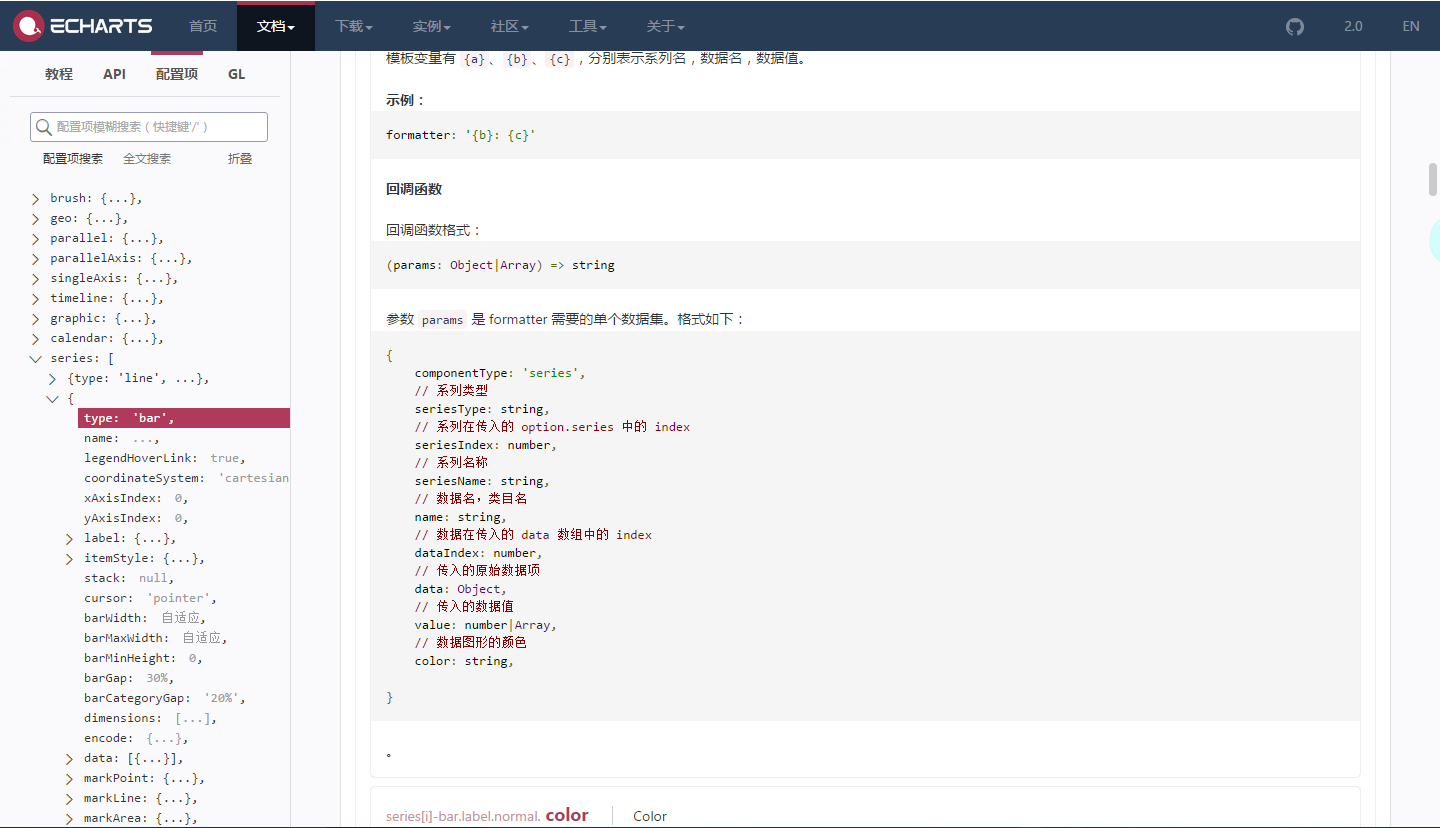 ECHARTS 首页 文档 下载 实例 社区 工具 关于 2.0 EN
教程 API 配置项 GL
配置项模糊搜索（快捷键'/'）
配置项搜索 全文搜索 折叠
brush: {...},
geo: {...},
parallel: {...},
parallelAxis: {...},
singleAxis: {...},
timeline: {...},
graphic: {...},
calendar: {...},
series: [
{type: 'line', ...},
{
type: 'bar',
name: ...,
legendHoverLink: true,
coordinateSystem: 'cartesian
xAxisIndex: 0,
yAxisIndex: 0,
label: {...},
itemStyle: {...},
stack: null,
cursor: 'pointer',
barWidth: 自适应,
barMaxWidth: 自适应,
barMinHeight: 0,
barGap: 30%,
barCategoryGap: '20%',
dimensions: [...],
encode: {...},
data: [{...}],
markPoint: {...},
markLine: {...},
markArea: {...},
模板变量有 {a}、{b}、{c}，分别表示系列名，数据名，数据值。
示例：
formatter: '{b}: {c}'
回调函数
回调函数格式：
(params: Object|Array) => string
参数 params 是 formatter 需要的单个数据集。格式如下：
{
componentType: 'series',
// 系列类型
seriesType: string,
// 系列在传入的 option.series 中的 index
seriesIndex: number,
// 系列名称
seriesName: string,
// 数据名，类目名
name: string,
// 数据在传入的 data 数组中的 index
dataIndex: number,
// 传入的原始数据项
data: Object,
// 传入的数据值
value: number|Array,
// 数据图形的颜色
color: string,
}
。
series[i]-bar.label.normal. color Color